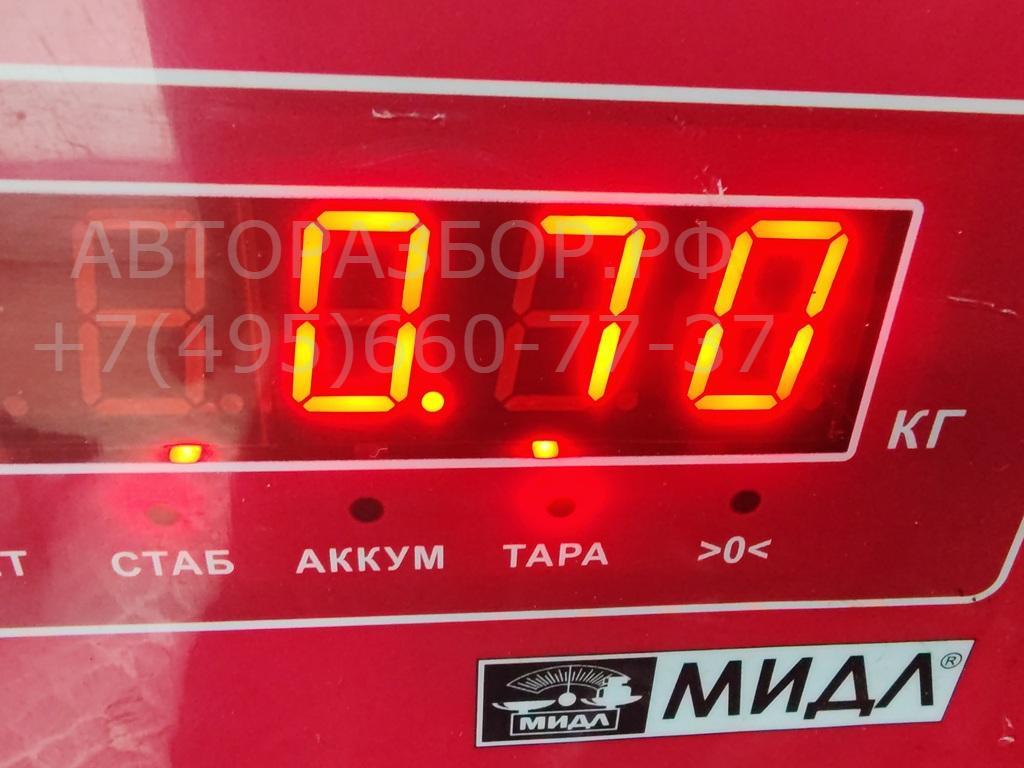 АВТОРАЗБОР.РФ
+7(495)660-77-37
0.70
КГ
СТАБ АККУМ ТАРА >0<
МИДЛ
МИДЛ®